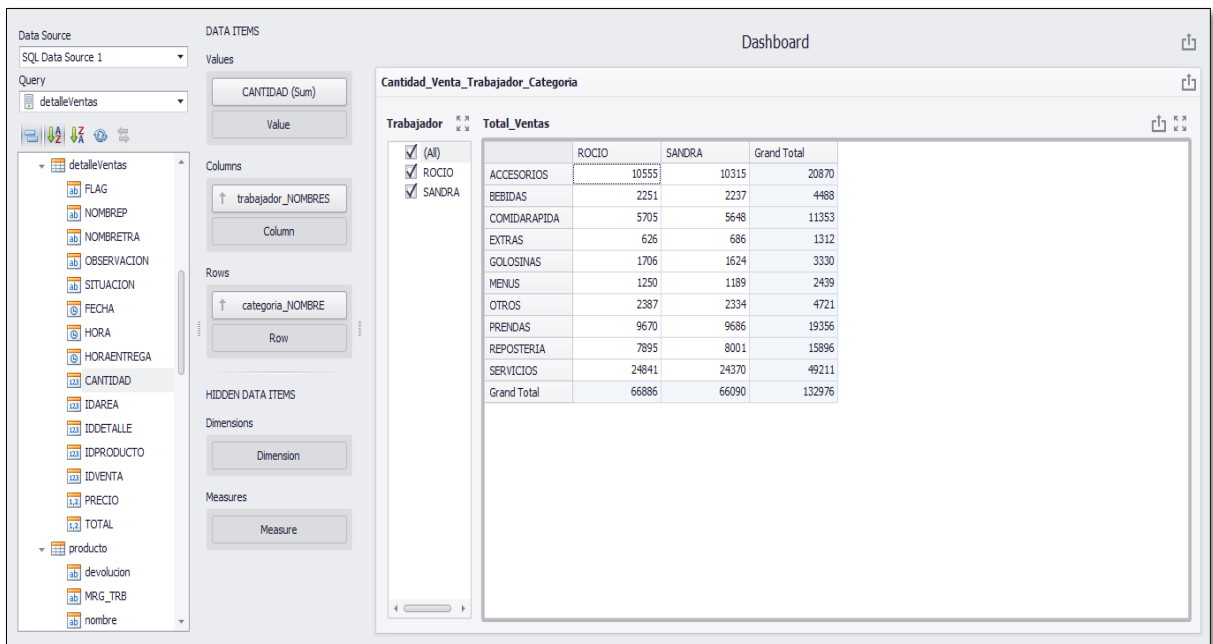 Data Source
SQL Data Source 1
Query
detalleVentas
detalleVentas
FLAG
NOMBREP
NOMBRETRA
OBSERVACION
SITUACION
FECHA
HORA
HORAENTREGA
CANTIDAD
IDAREA
IDDETALLE
IDPRODUCTO
IDVENTA
PRECIO
TOTAL
producto
devolucion
MRG_TRB
nombre
DATA ITEMS
Values
CANTIDAD (Sum)
Value
Columns
trabajador_NOMBRES
Column
Rows
categoria_NOMBRE
Row
HIDDEN DATA ITEMS
Dimensions
Dimension
Measures
Measure
Dashboard
Cantidad_Venta_Trabajador_Categoria
Trabajador
(All)
ROCIO
SANDRA
Total_Ventas
ROCIO SANDRA Grand Total
ACCESORIOS 10555 10315 20870
BEBIDAS 2251 2237 4488
COMIDARAPIDA 5705 5648 11353
EXTRAS 626 686 1312
GOLOSINAS 1706 1624 3330
MENUS 1250 1189 2439
OTROS 2387 2334 4721
PRENDAS 9670 9686 19356
REPOSTERIA 7895 8001 15896
SERVICIOS 24841 24370 49211
Grand Total 66886 66090 132976